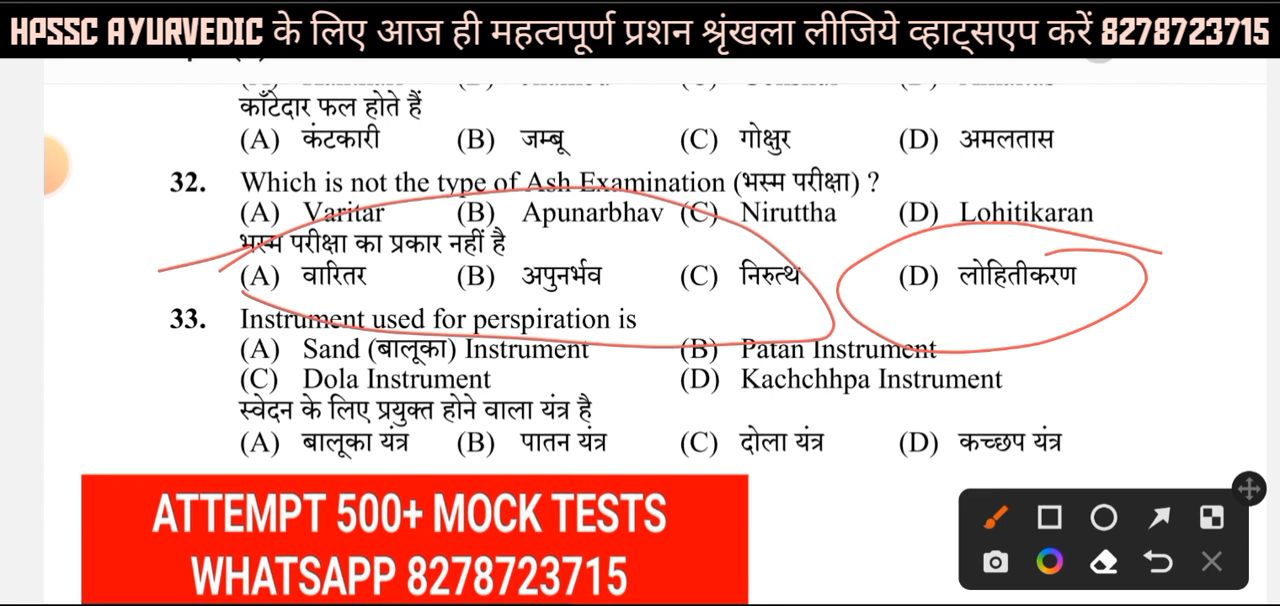 HPSSC AYURVEDIC के लिए आज ही महत्वपूर्ण प्रशन श्रृंखला लीजिये व्हाट्सएप करें 8278723715
काँटेदार फल होते हैं
(A) कंटकारी (B) जम्बू (C) गोक्षुर (D) अमलतास
32. Which is not the type of Ash Examination (भस्म परीक्षा) ?
(A) Varitar (B) Apunarbhav (C) Niruttha (D) Lohitikaran
भस्म परीक्षा का प्रकार नहीं है
(A) वारितर (B) अपुनर्भव (C) निरुत्थ (D) लोहितीकरण
33. Instrument used for perspiration is
(A) Sand (बालूका) Instrument (B) Patan Instrument
(C) Dola Instrument (D) Kachchhpa Instrument
स्वेदन के लिए प्रयुक्त होने वाला यंत्र है
(A) बालूका यंत्र (B) पातन यंत्र (C) दोला यंत्र (D) कच्छप यंत्र
ATTEMPT 500+ MOCK TESTS
WHATSAPP 8278723715